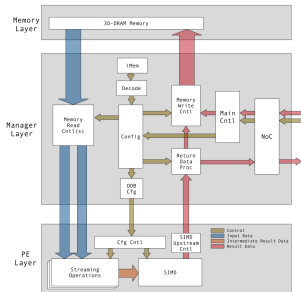 Memory
Layer
3D-DRAM Memory
Manager
Layer
IMem
Decode
Memory
Read
Cntl(s)
Config
Memory
Write
Cntl
Main
Cntl
NoC
Return
Data
Proc
OOB
Cfg
PE
Layer
Cfg Cntl
SIMD
Upstream
Cntl
Streaming
Operations
SIMD
Control
Input Data
Intermediate Result Data
Result Data